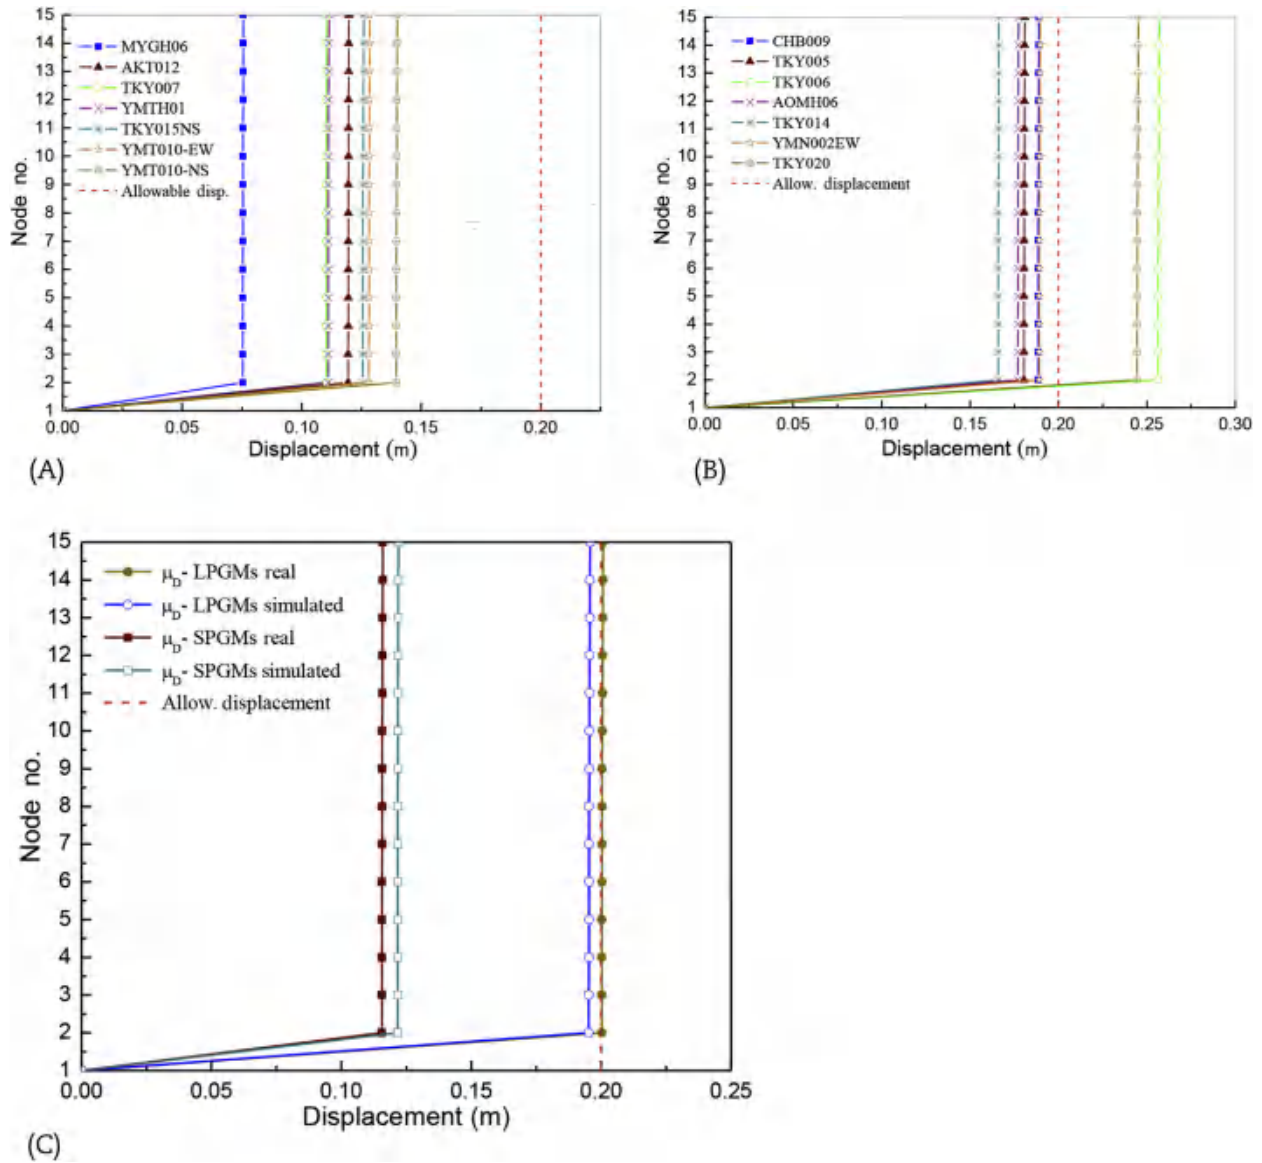 15
14
13
12
11
10
9
8
7
6
5
4
3
2
1
Node no.
MYGH06
AKT012
TKY007
YMTH01
TKY015NS
YMT010-EW
YMT010-NS
Allowable disp.
0.00 0.05 0.10 0.15 0.20
Displacement (m)
(A)
15
14
13
12
11
10
9
8
7
6
5
4
3
2
1
Node no.
CHB009
TKY005
TKY006
AOMH06
TKY014
YMN002EW
TKY020
Allow. displacement
0.00 0.05 0.10 0.15 0.20 0.25 0.30
Displacement (m)
(B)
15
14
13
12
11
10
9
8
7
6
5
4
3
2
1
Node no.
μD- LPGMs real
μD- LPGMs simulated
μD- SPGMs real
μD- SPGMs simulated
Allow. displacement
0.00 0.05 0.10 0.15 0.20 0.25
Displacement (m)
(C)